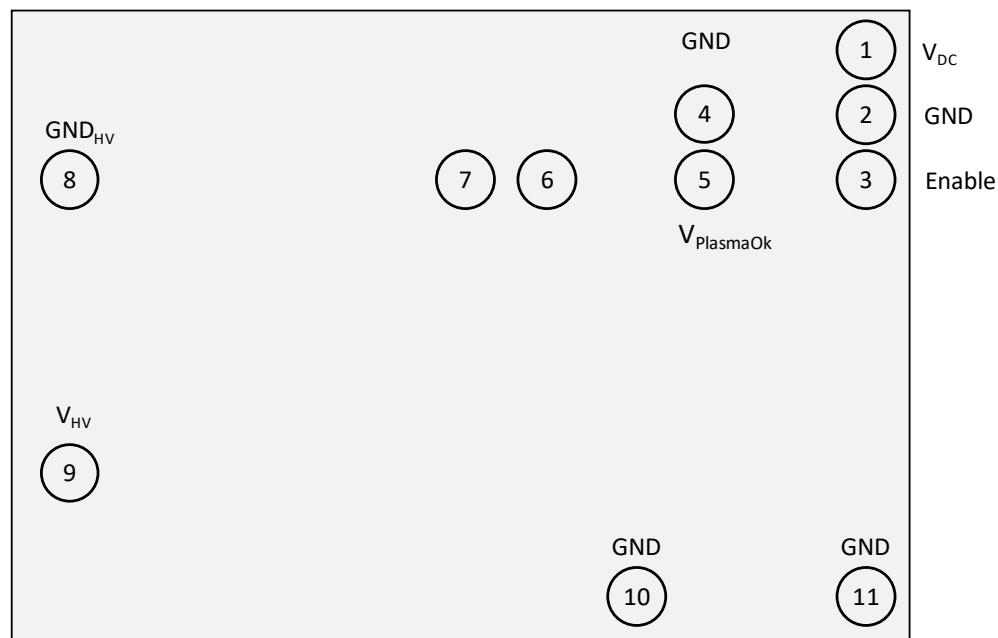 GND
1 V_DC
4
2 GND
GND_HV
8
7 6
5
3 Enable
V_PlasmaOk
V_HV
9
GND GND
10 11